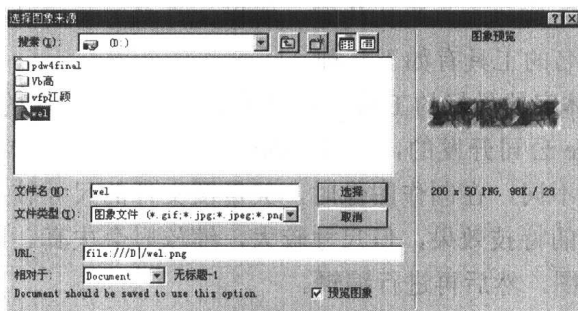 选择图象来源
搜索(I): (D:) 图象预览
pdw4final
Vb高
vfp江颖
wel
文件名(N): wel 选择 200 x 50 PNG, 98K / 28
文件类型(T): 图象文件 (*.gif;*.jpg;*.jpeg;*.png 取消
URL: file:///D|/wel.png
相对于: Document 无标题-1
Document should be saved to use this option. 预览图象